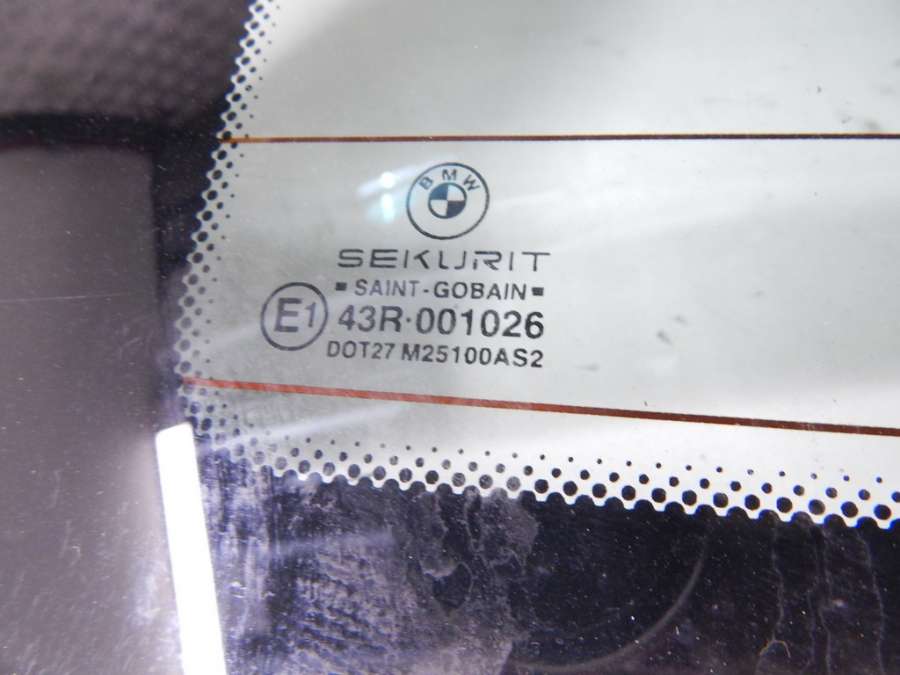 BMW
SEKURIT
▪ SAINT-GOBAIN ▪
E1 43R·001026
DOT27 M25100AS2